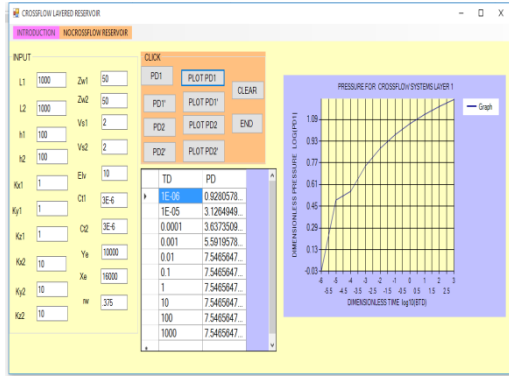 CROSSFLOW LAYERED RESERVOIR
INTRODUCTION NOCROSSFLOW RESERVOIR
INPUT
L1 1000 Zw1 50
L2 1000 Zw2 50
h1 100 Vs1 2
h2 100 Vs2 2
Kx1 1 Elv 10
Ky1 1 Ct1 3E-6
Kz1 1 Ct2 3E-6
Kx2 10 Ye 10000
Ky2 10 Xe 16000
Kz2 10 rw .375
CLICK
PD1 PLOT PD1 CLEAR
PD1' PLOT PD1'
PD2 PLOT PD2 END
PD2' PLOT PD2'
TD PD
1E-06 0.9280578...
1E-05 3.1264949...
0.0001 3.6373509...
0.001 5.5919578...
0.01 7.5465647...
0.1 7.5465647...
1 7.5465647...
10 7.5465647...
100 7.5465647...
1000 7.5465647...
PRESSURE FOR CROSSFLOW SYSTEMS LAYER 1
Graph
DIMENSIONLESS PRESSURE LOG[PD1]
1.09
0.93
0.77
0.61
0.45
0.29
0.13
-0.03
-6 -5 -4 -3 -2 -1 0 1 2 3
-5.5 -4.5 -3.5 -2.5 -1.5 -0.5 0.5 1.5 2.5
DIMENSIONLESS TIME log10(BTD)